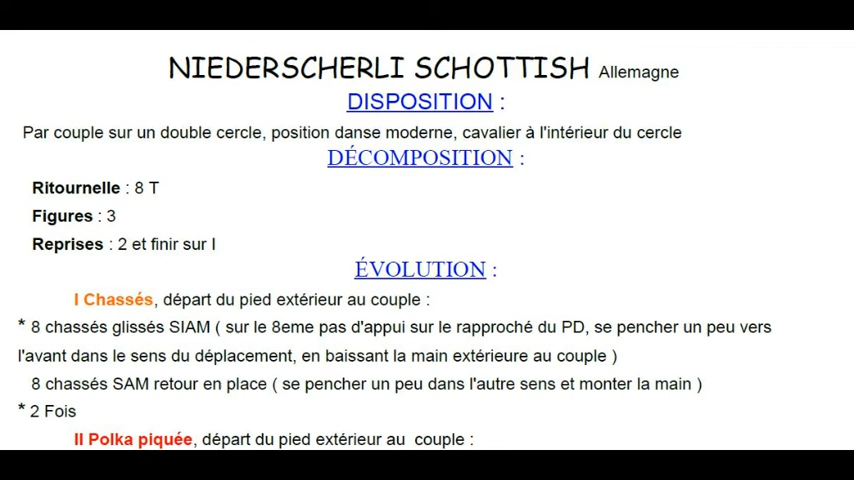 NIEDERSCHERLI SCHOTTISH Allemagne
DISPOSITION :
Par couple sur un double cercle, position danse moderne, cavalier à l'intérieur du cercle
DÉCOMPOSITION :
Ritournelle : 8 T
Figures : 3
Reprises : 2 et finir sur I
ÉVOLUTION :
I Chassés, départ du pied extérieur au couple :
* 8 chassés glissés SIAM ( sur le 8eme pas d'appui sur le rapproché du PD, se pencher un peu vers
l'avant dans le sens du déplacement, en baissant la main extérieure au couple )
8 chassés SAM retour en place ( se pencher un peu dans l'autre sens et monter la main )
* 2 Fois
II Polka piquée, départ du pied extérieur au couple :